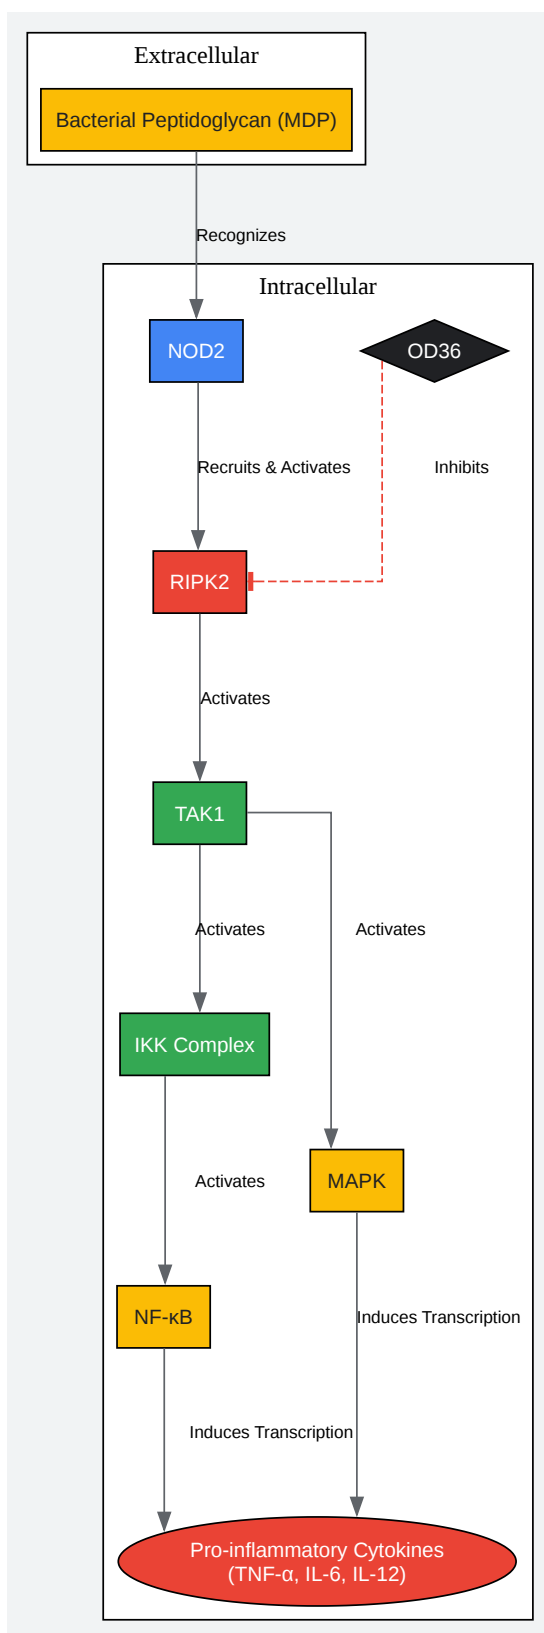 Extracellular
Bacterial Peptidoglycan (MDP)
Recognizes
Intracellular
NOD2
OD36
Recruits & Activates
Inhibits
RIPK2
Activates
TAK1
Activates
Activates
IKK Complex
Activates
MAPK
NF-κB
Induces Transcription
Induces Transcription
Pro-inflammatory Cytokines
(TNF-α, IL-6, IL-12)